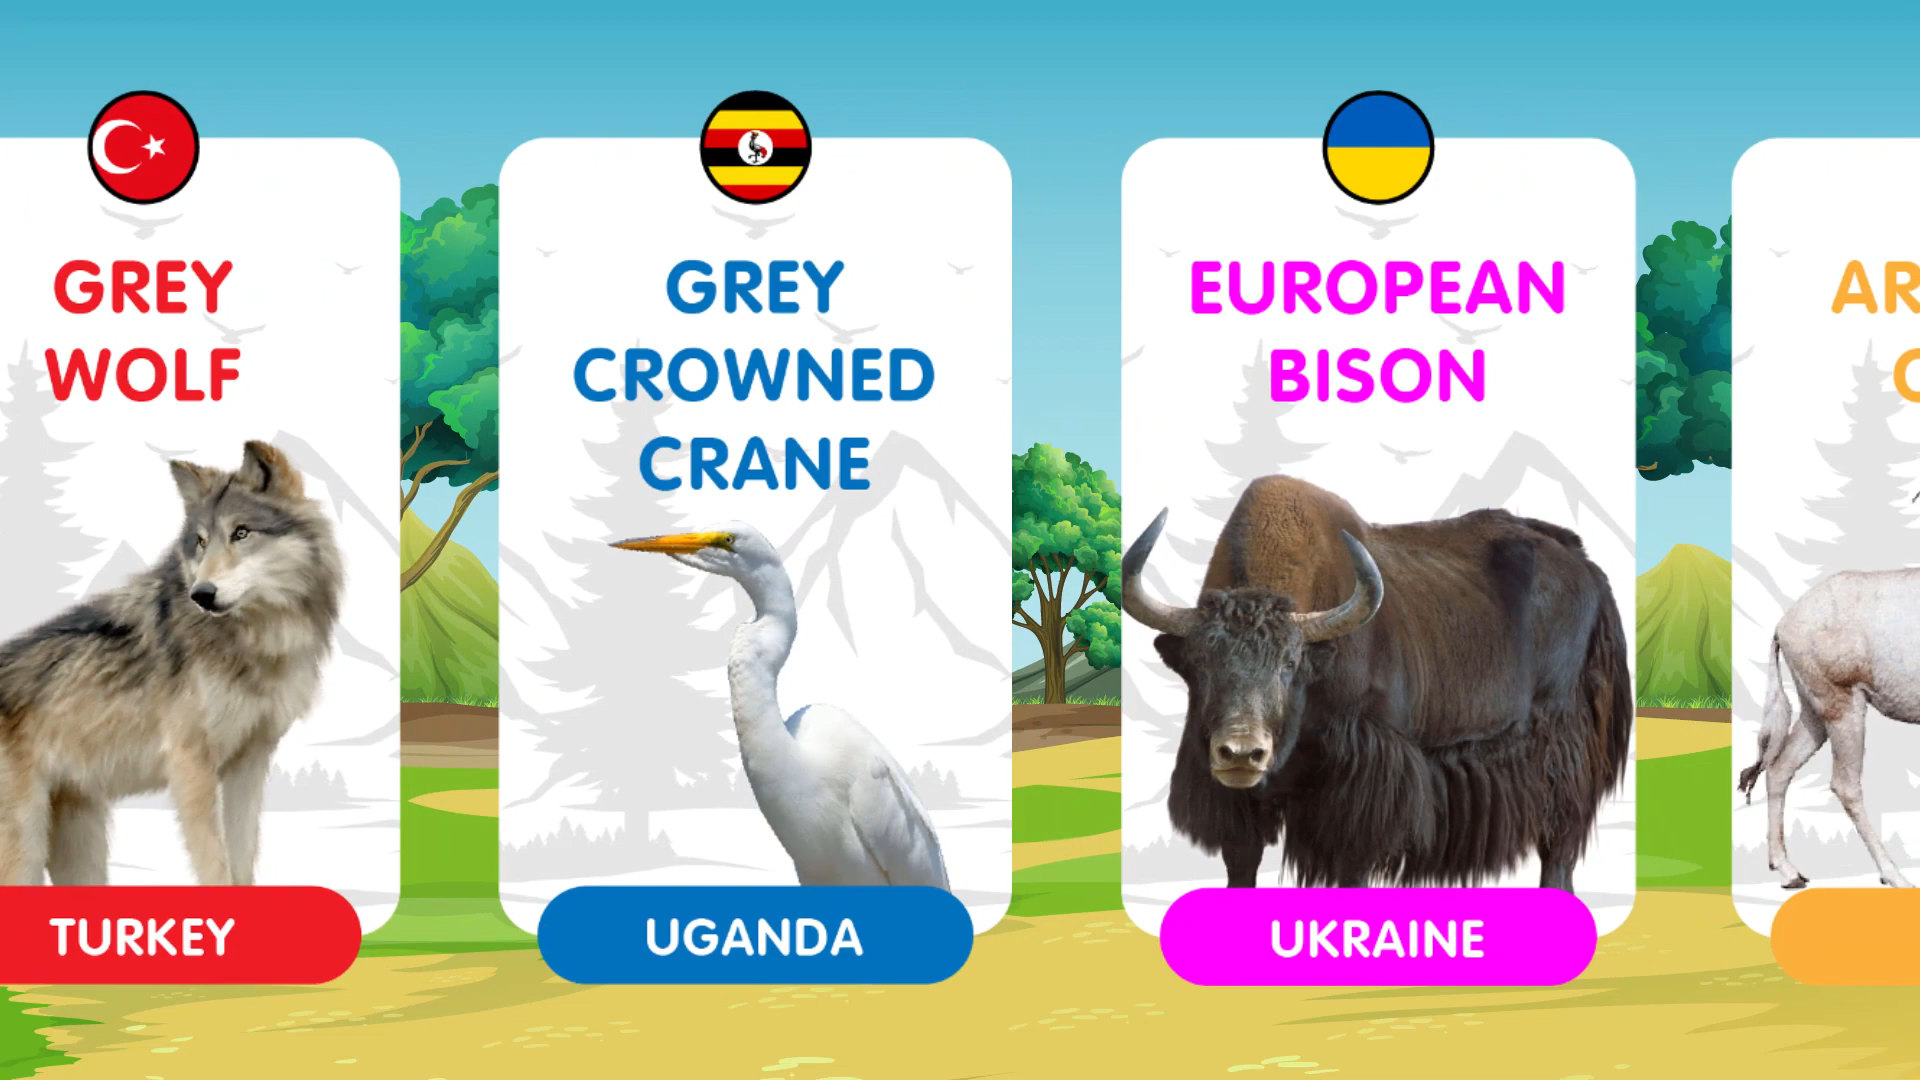 GREY
WOLF
TURKEY
GREY
CROWNED
CRANE
UGANDA
EUROPEAN
BISON
UKRAINE